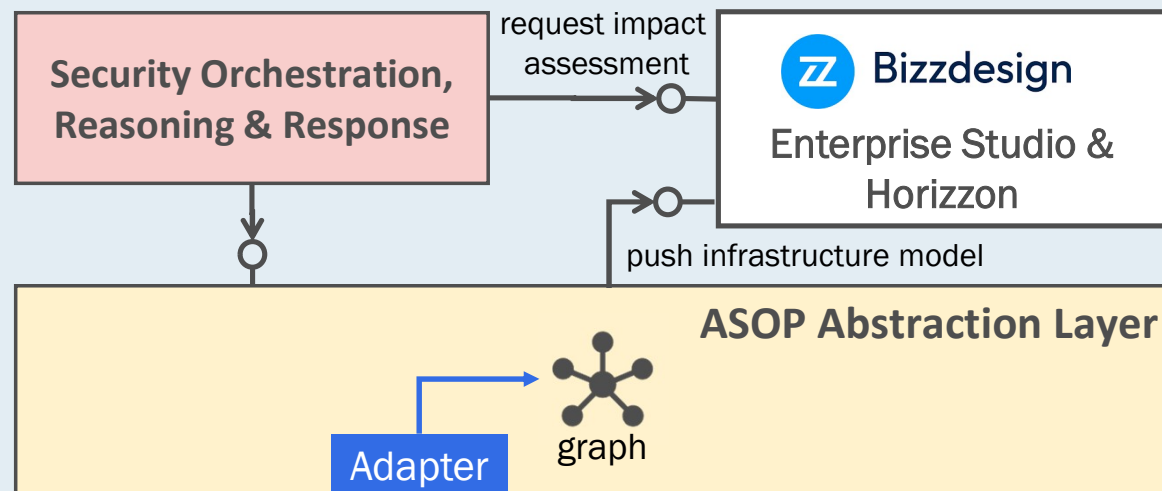 Security Orchestration,
Reasoning & Response
request impact
assessment
zz Bizzdesign
Enterprise Studio &
Horizzon
push infrastructure model
ASOP Abstraction Layer
graph
Adapter